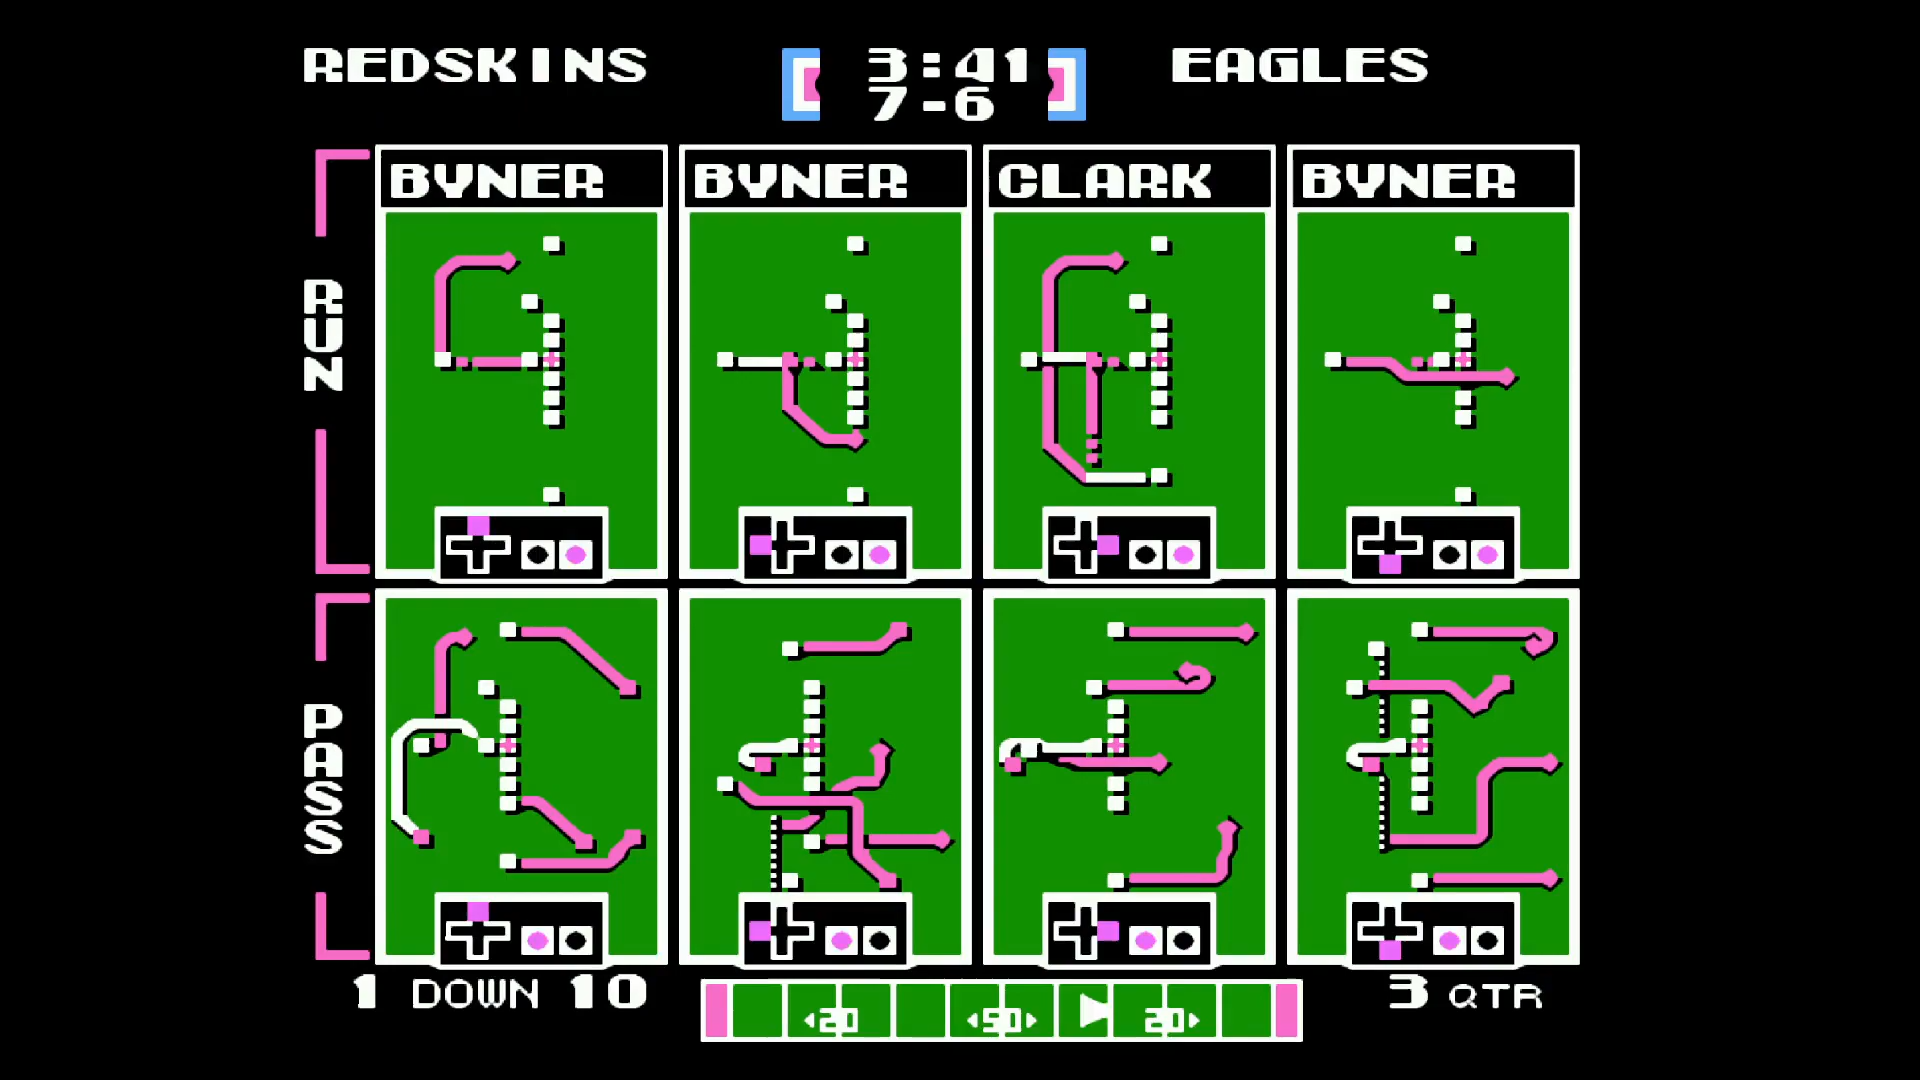 REDSKINS 3:41 EAGLES
7-6
BYNER BYNER CLARK BYNER
RUN
PASS
1 DOWN 10 3 QTR
20 50 20